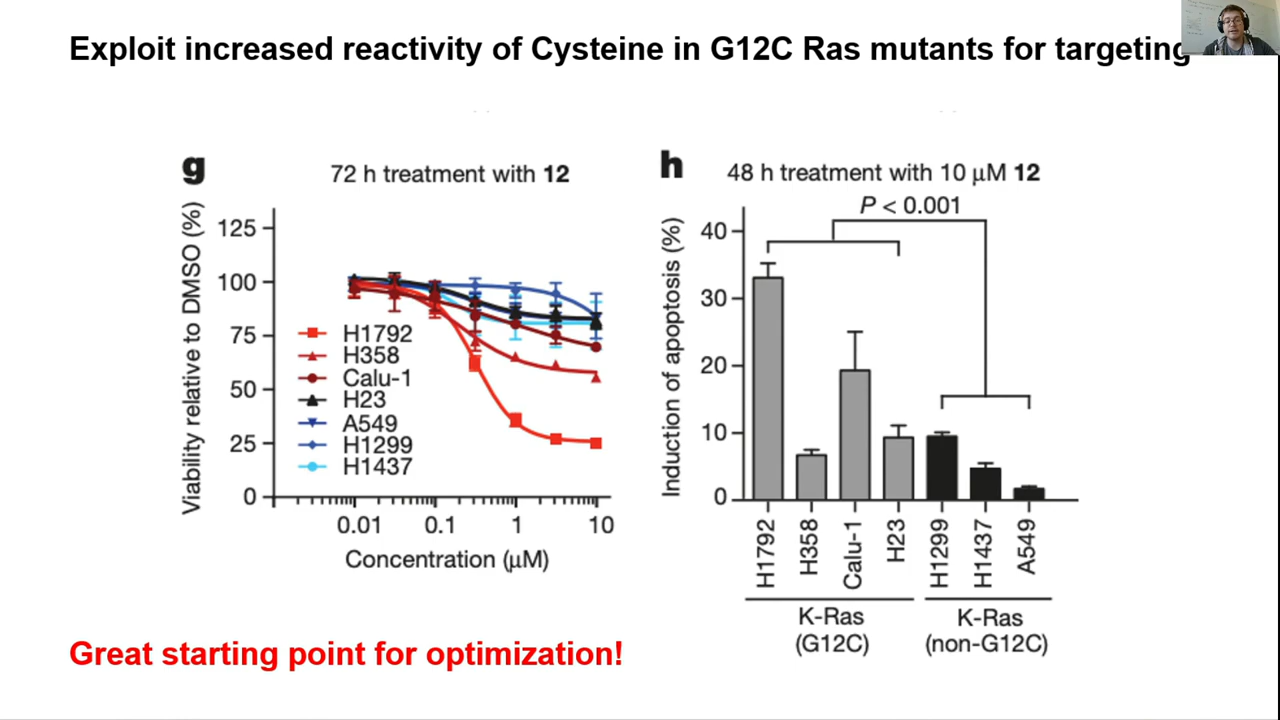 Exploit increased reactivity of Cysteine in G12C Ras mutants for targeting
g
72 h treatment with 12
Viability relative to DMSO (%)
125
100
75
50
25
0
H1792
H358
Calu-1
H23
A549
H1299
H1437
0.01
0.1
1
10
Concentration (μM)
h
48 h treatment with 10 μM 12
P < 0.001
Induction of apoptosis (%)
40
30
20
10
0
H1792
H358
Calu-1
H23
H1299
H1437
A549
K-Ras
(G12C)
K-Ras
(non-G12C)
Great starting point for optimization!